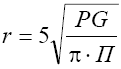 r = 5√(PG / (π · П))